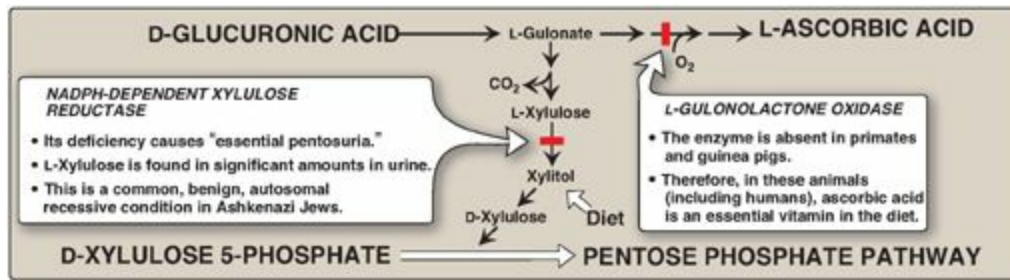 D-GLUCURONIC ACID
L-Gulonate
L-ASCORBIC ACID
O2
CO2
NADPH-DEPENDENT XYLULOSE
REDUCTASE
• Its deficiency causes "essential pentosuria."
• L-Xylulose is found in significant amounts in urine.
• This is a common, benign, autosomal
recessive condition in Ashkenazi Jews.
L-Xylulose
L-GULONOLACTONE OXIDASE
• The enzyme is absent in primates
and guinea pigs.
• Therefore, in these animals
(including humans), ascorbic acid
is an essential vitamin in the diet.
Xylitol
D-Xylulose
Diet
D-XYLULOSE 5-PHOSPHATE
PENTOSE PHOSPHATE PATHWAY